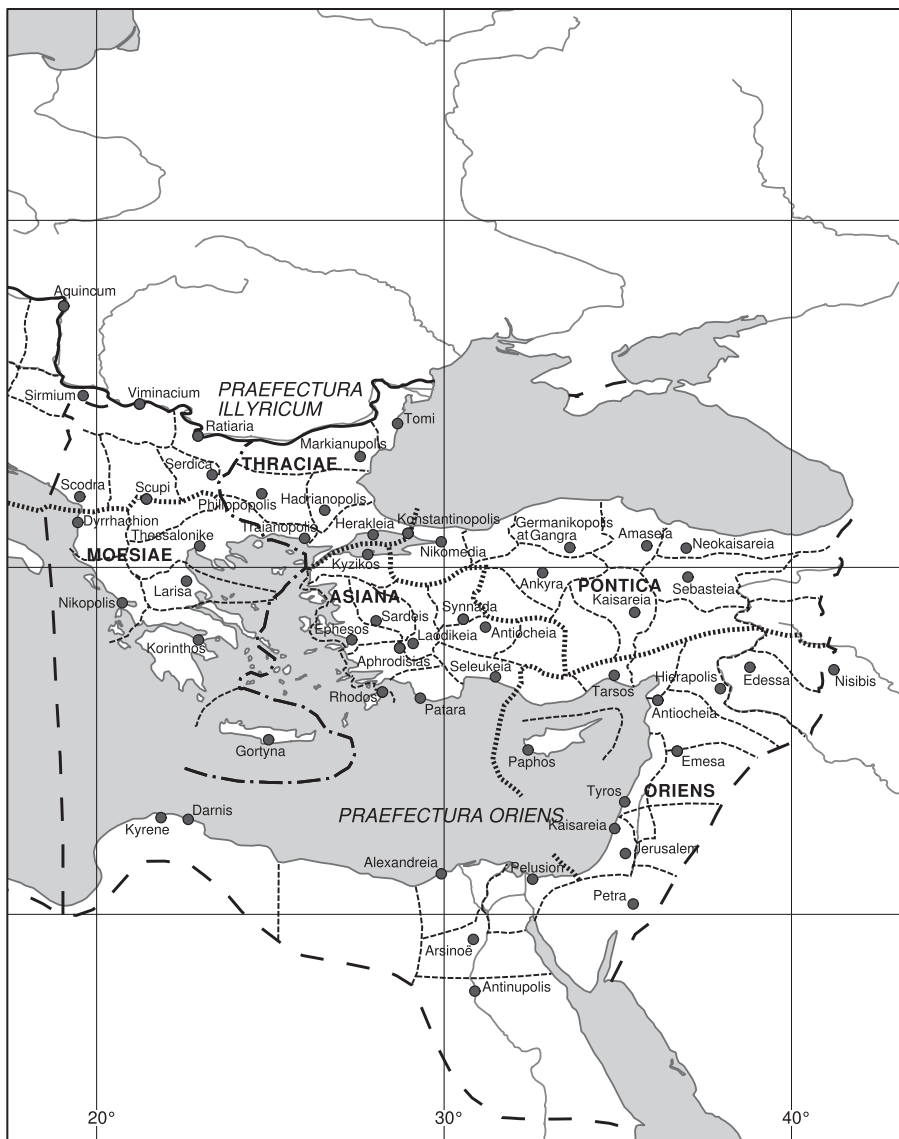 Aquincum
PRAEFECTURA
ILLYRICUM
Sirmium
Viminacium
Ratiaria
Tomi
Markianupolis
Serdica
THRACIAE
Scodra
Scupi
Philippopolis
Hadrianopolis
Dyrrhachion
Thessalonike
Traianopolis
Herakleia
Konstantinopolis
Germanikopolis
at Gangra
Amaseia
Neokaisareia
MOESIAE
Kyzikos
Nikomedia
Larisa
ASIANA
Ankyra
PONTICA
Sebasteia
Nikopolis
Sardeis
Synnada
Kaisareia
Korinthos
Ephesos
Laodikeia
Antiocheia
Aphrodisias
Seleukeia
Hierapolis
Edessa
Nisibis
Rhodos
Patara
Tarsos
Antiocheia
Gortyna
Paphos
Emesa
Tyros
ORIENS
Kyrene
Darnis
PRAEFECTURA ORIENS
Kaisareia
Jerusalem
Alexandreia
Pelusion
Petra
Arsinoë
Antinupolis
20°
30°
40°